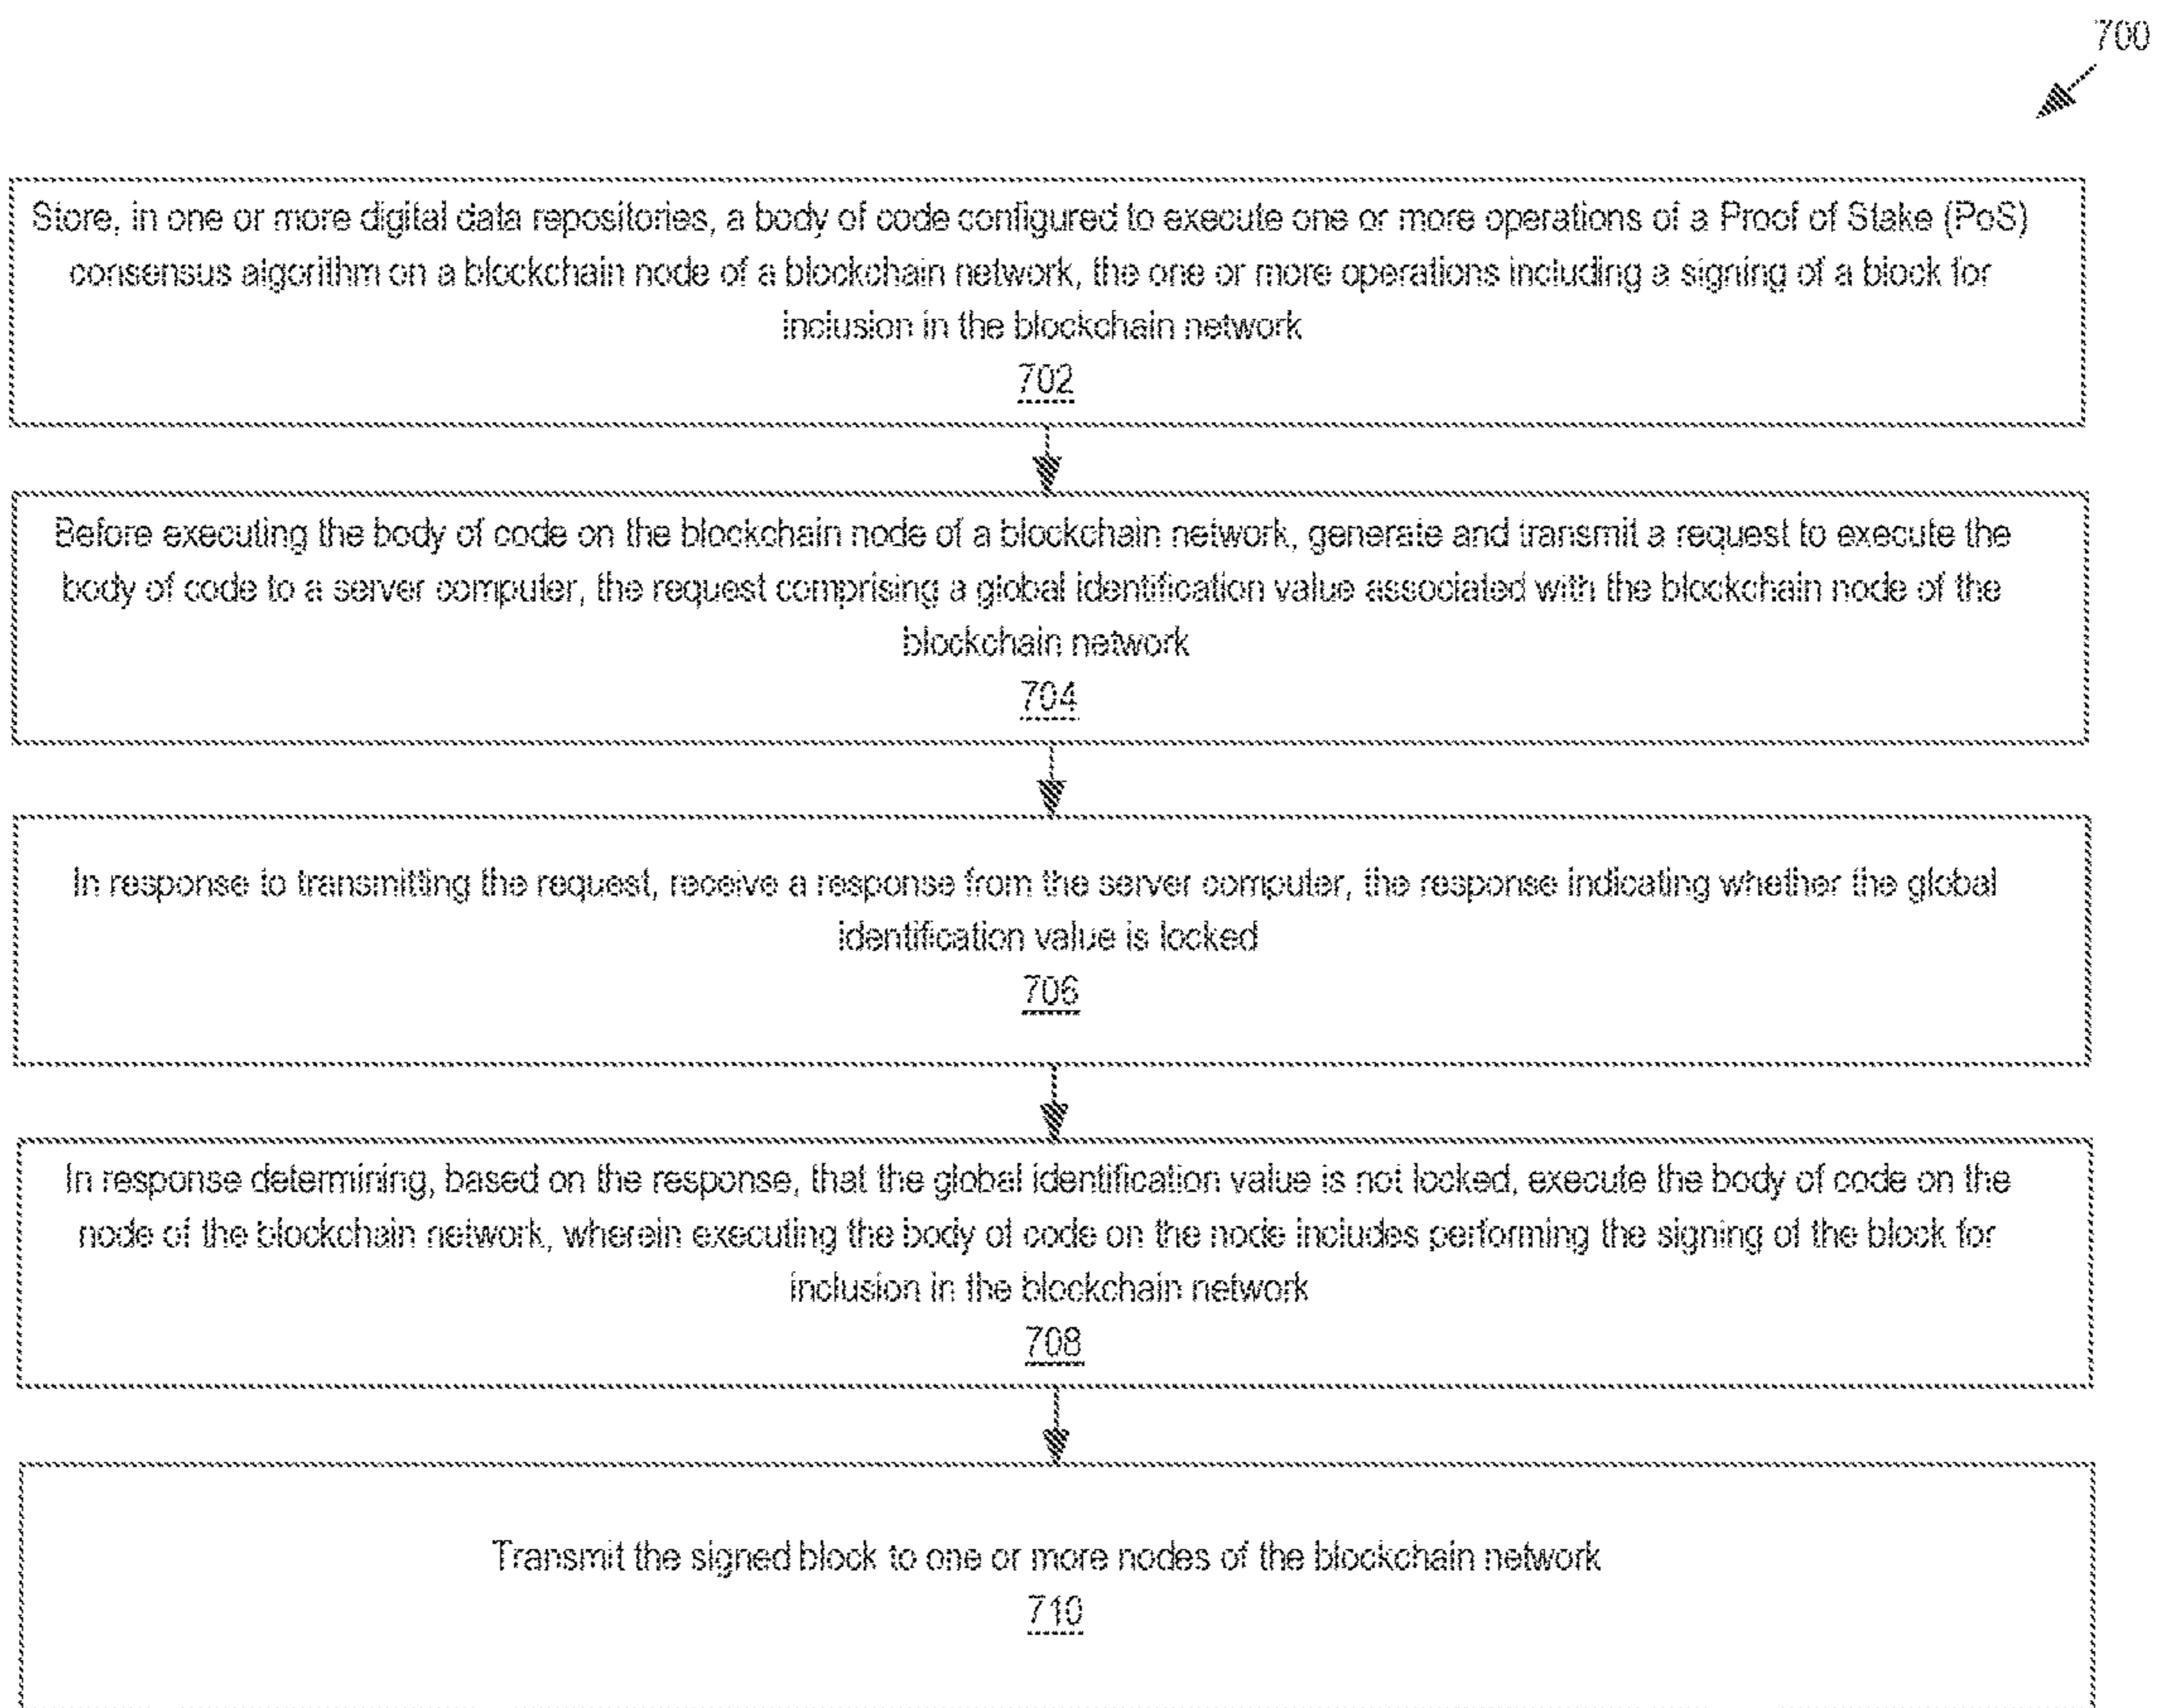 700
Store, in one or more digital data repositories, a body of code configured to execute one or more operations of a Proof of Stake (PoS)
consensus algorithm on a blockchain node of a blockchain network, the one or more operations including a signing of a block for
inclusion in the blockchain network
702
Before executing the body of code on the blockchain node of a blockchain network, generate and transmit a request to execute the
body of code to a server computer, the request comprising a global identification value associated with the blockchain node of the
blockchain network
704
In response to transmitting the request, receive a response from the server computer, the response indicating whether the global
identification value is locked
706
In response determining, based on the response, that the global identification value is not locked, execute the body of code on the
node of the blockchain network, wherein executing the body of code on the node includes performing the signing of the block for
inclusion in the blockchain network
708
Transmit the signed block to one or more nodes of the blockchain network
710